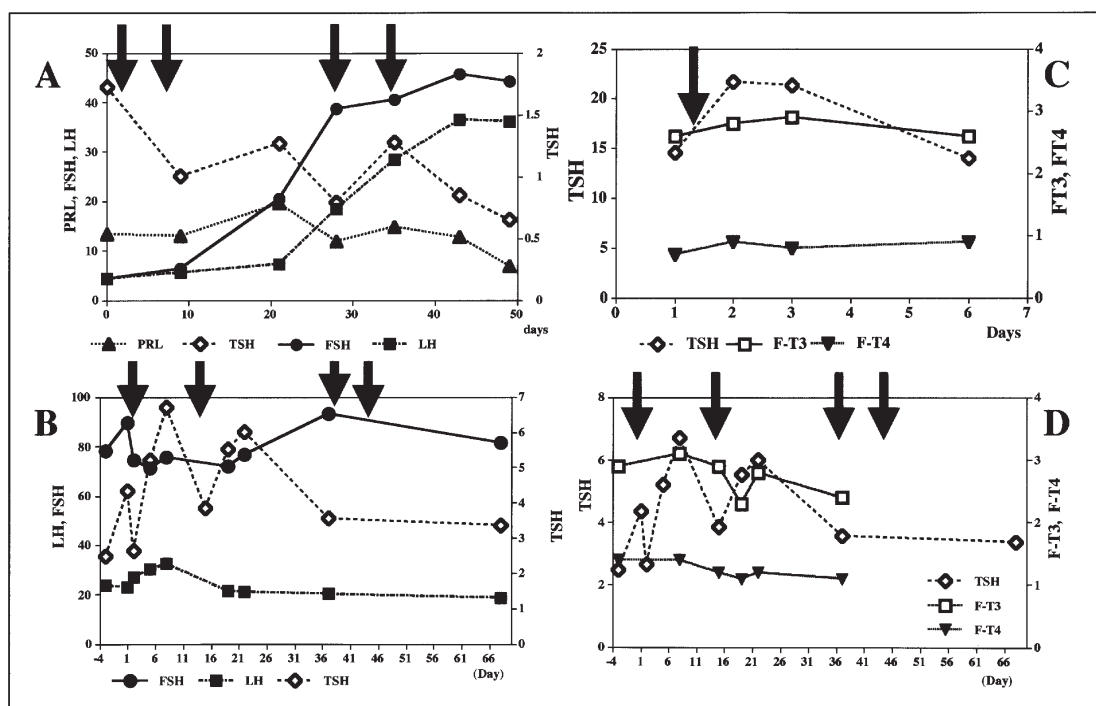 A
PRL, FSH, LH
50
40
30
20
10
0
2
1.5
1
0.5
0
TSH
0 10 20 30 40 50
days
PRL TSH FSH LH
C
TSH
25
20
15
10
5
0
4
3
2
1
0
FT3, FT4
0 1 2 3 4 5 6 7
Days
TSH F-T3 F-T4
B
LH, FSH
100
80
60
40
20
0
7
6
5
4
3
2
1
0
TSH
-4 1 6 11 16 21 26 31 36 41 46 51 56 61 66
(Day)
FSH LH TSH
D
TSH
8
6
4
2
0
4
3
2
1
0
F-T3, F-T4
TSH
F-T3
F-T4
-4 1 6 11 16 21 26 31 36 41 46 51 56 61 66
(Day)